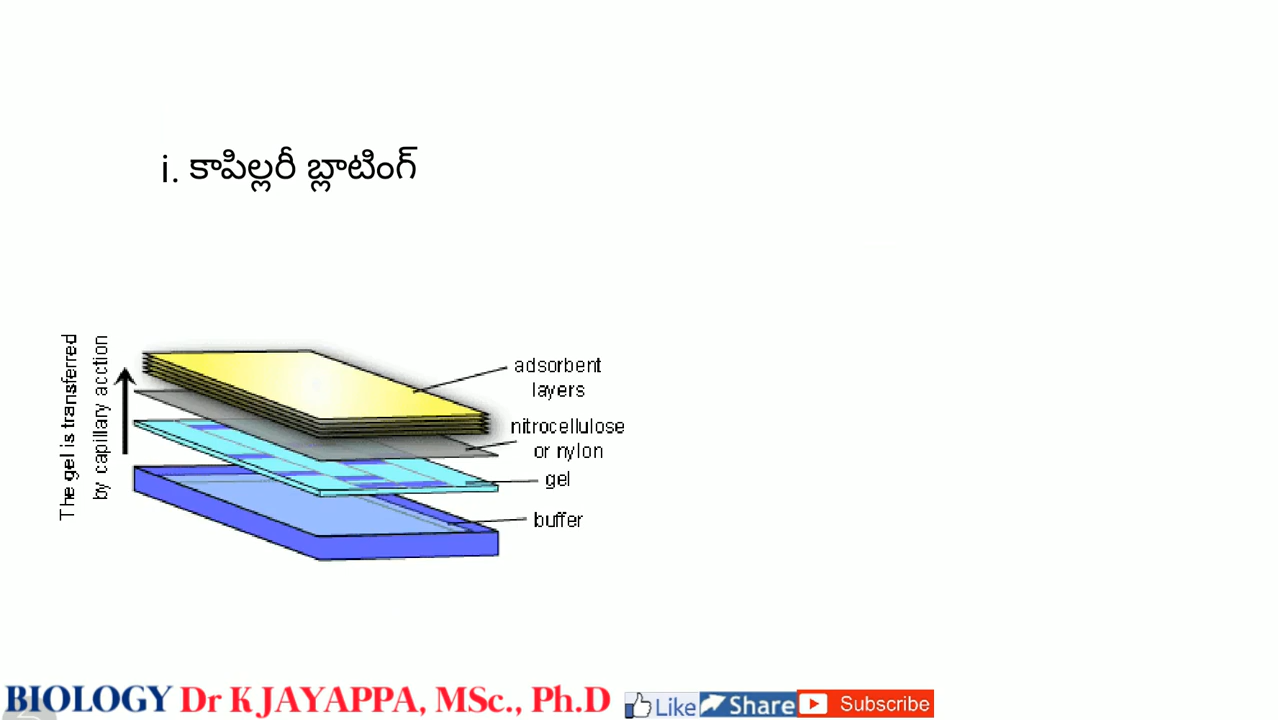 i. కాపిల్లరీ బ్లాటింగ్
The gel is transferred
by capillary acction
adsorbent
layers
nitrocellulose
or nylon
gel
buffer
BIOLOGY Dr K JAYAPPA, MSc., Ph.D Like Share Subscribe